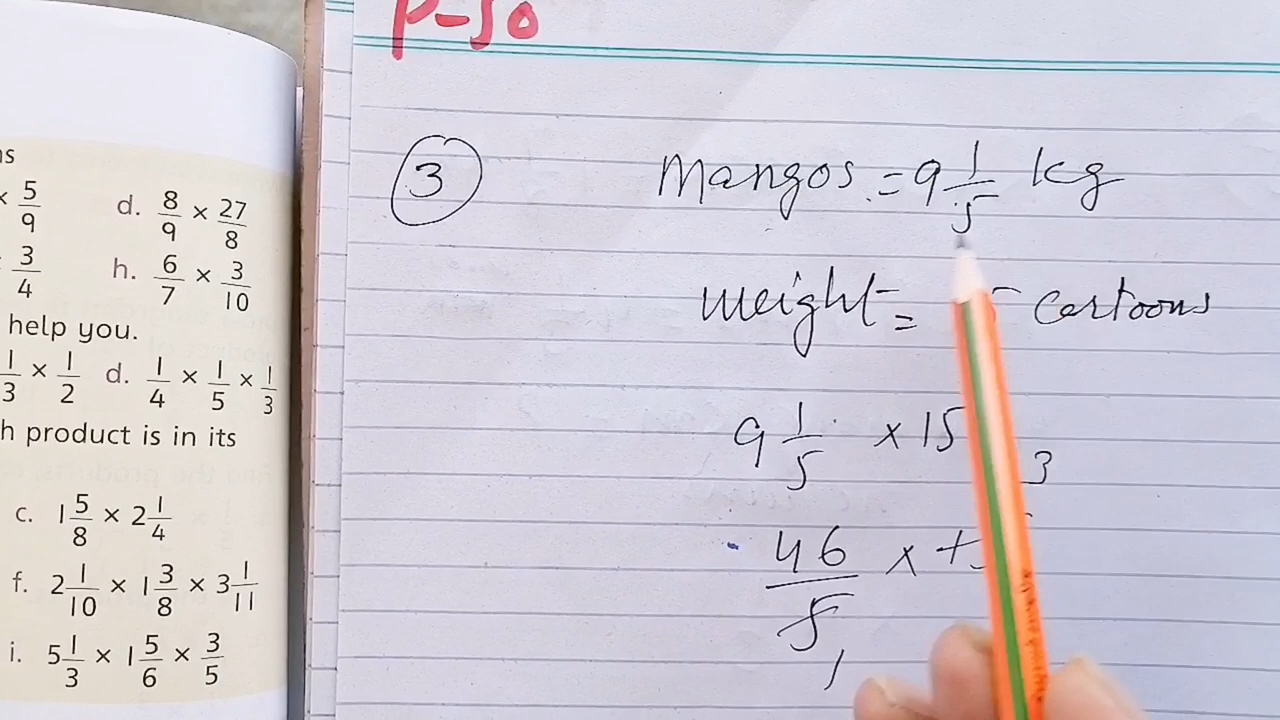 P-50
ns
× 5/9
d. 8/9 × 27/8
3/4
h. 6/7 × 3/10
help you.
1/3 × 1/2
d. 1/4 × 1/5 × 1/3
h product is in its
c. 1 5/8 × 2 1/4
f. 2 1/10 × 1 3/8 × 3 1/11
i. 5 1/3 × 1 5/6 × 3/5
3
Mangos = 9 1/5 kg
Weight = 5 cartoons
9 1/5 × 15
3
46/5 × 15
1